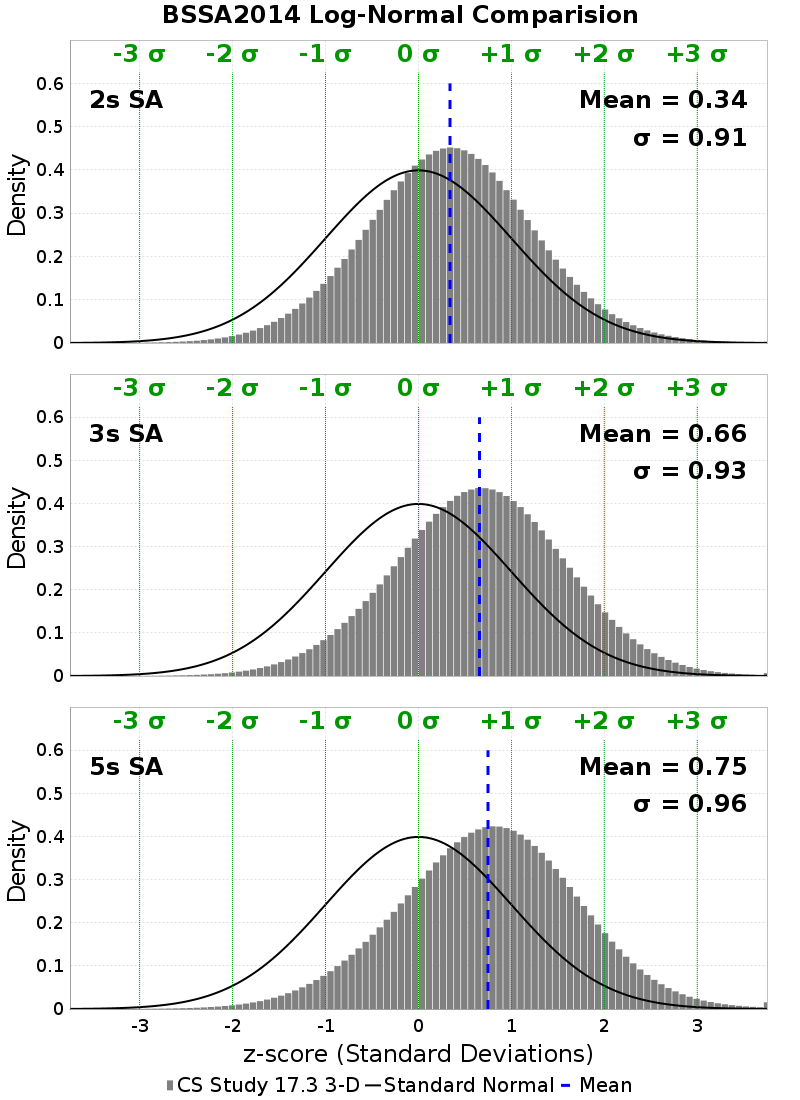 BSSA2014 Log-Normal Comparision
-3 σ -2 σ -1 σ 0 σ +1 σ +2 σ +3 σ
2s SA
Mean = 0.34
σ = 0.91
0.6
0.5
0.4
0.3
0.2
0.1
0
Density
-3 σ -2 σ -1 σ 0 σ +1 σ +2 σ +3 σ
3s SA
Mean = 0.66
σ = 0.93
0.6
0.5
0.4
0.3
0.2
0.1
0
Density
-3 σ -2 σ -1 σ 0 σ +1 σ +2 σ +3 σ
5s SA
Mean = 0.75
σ = 0.96
0.6
0.5
0.4
0.3
0.2
0.1
0
Density
-3 -2 -1 0 1 2 3
z-score (Standard Deviations)
CS Study 17.3 3-D Standard Normal Mean